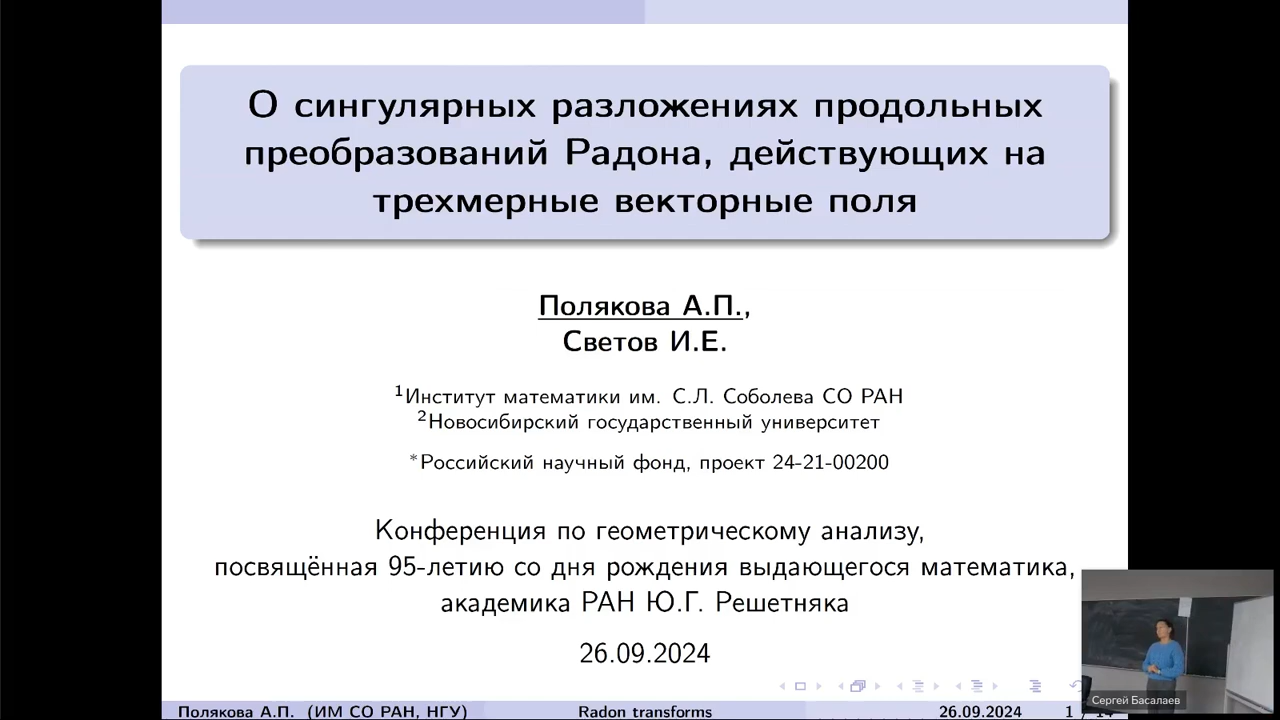 О сингулярных разложениях продольных
преобразований Радона, действующих на
трехмерные векторные поля
Полякова А.П.,
Светов И.Е.
¹Институт математики им. С.Л. Соболева СО РАН
²Новосибирский государственный университет
*Российский научный фонд, проект 24-21-00200
Конференция по геометрическому анализу,
посвящённая 95-летию со дня рождения выдающегося математика,
академика РАН Ю.Г. Решетняка
26.09.2024
Сергей Басалаев
Полякова А.П. (ИМ СО РАН, НГУ) Radon transforms 26.09.2024 1 /